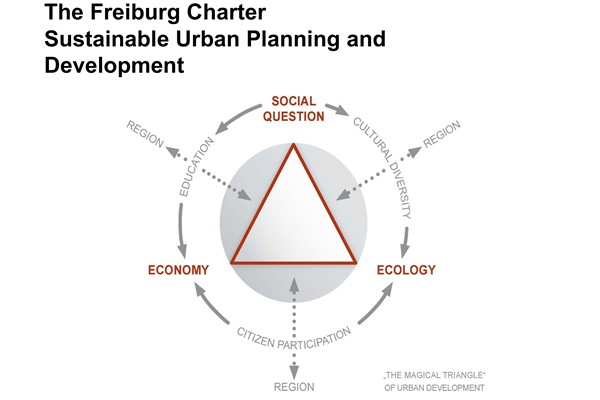 The Freiburg Charter
Sustainable Urban Planning and
Development
SOCIAL
QUESTION
REGION
REGION
EDUCATION
CULTURAL DIVERSITY
ECONOMY
ECOLOGY
CITIZEN PARTICIPATION
REGION
„THE MAGICAL TRIANGLE“
OF URBAN DEVELOPMENT